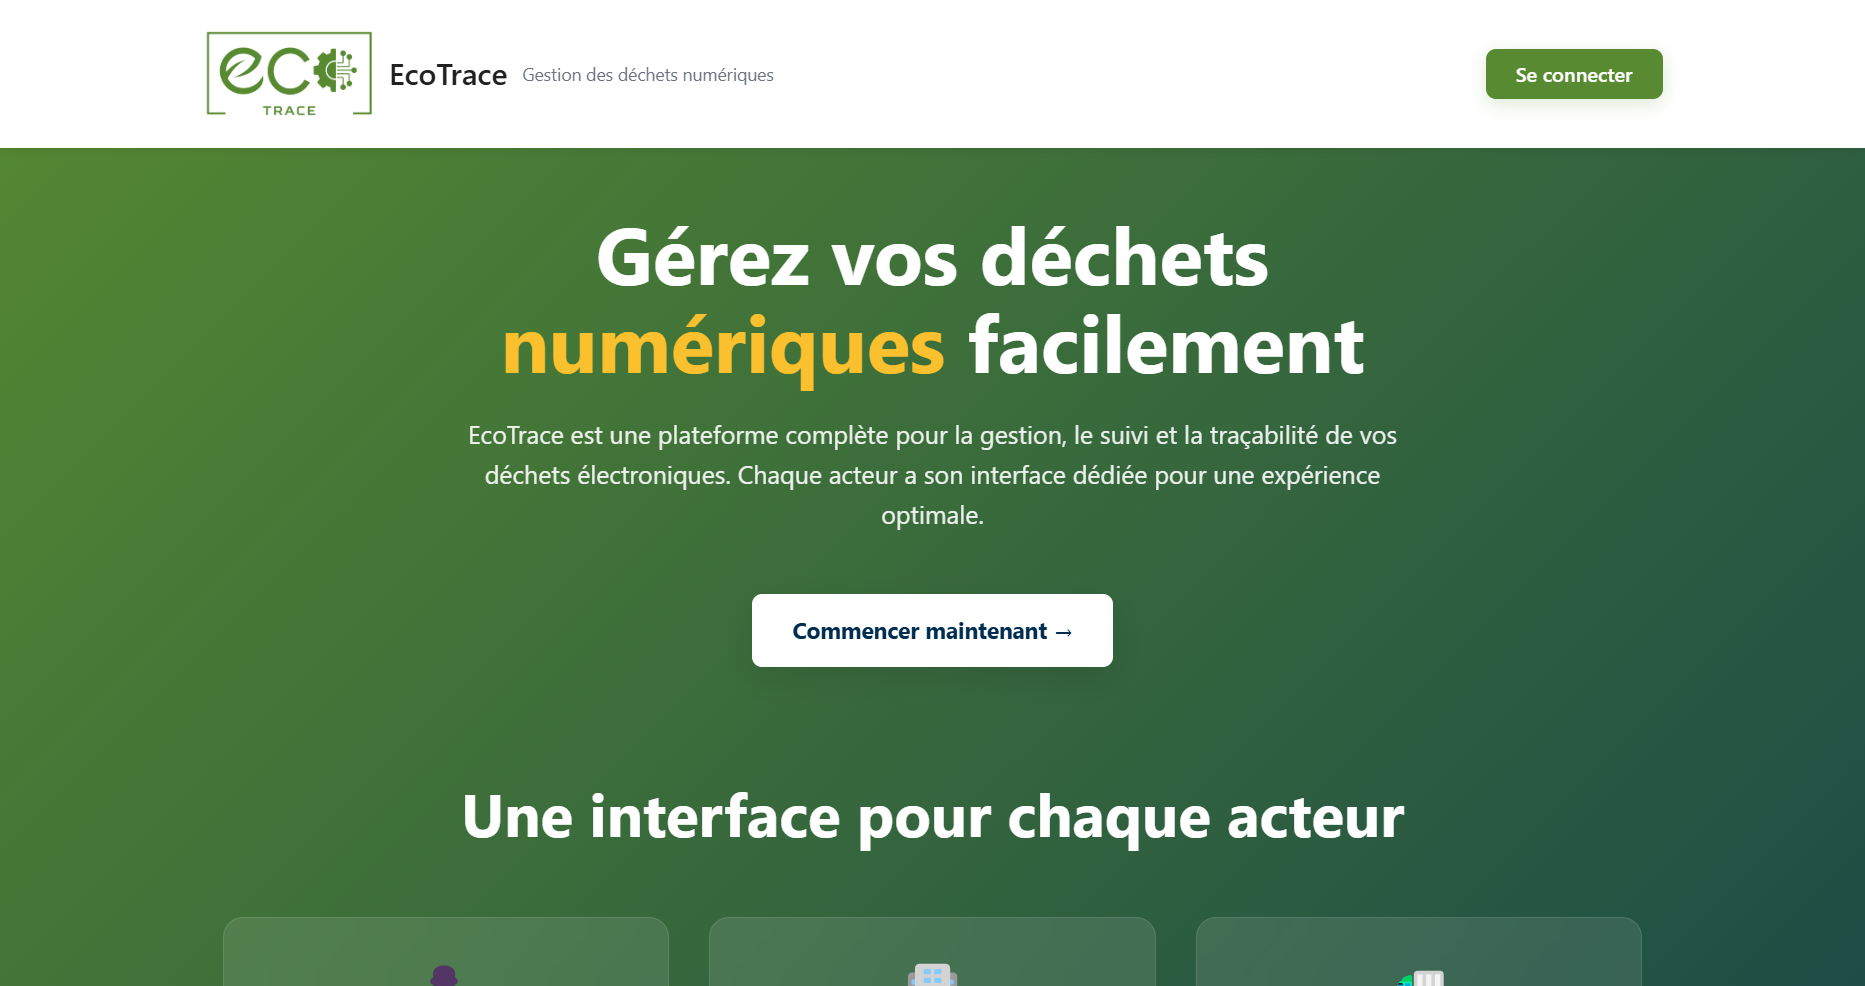 eco
TRACE
EcoTrace Gestion des déchets numériques
Se connecter
Gérez vos déchets
numériques facilement
EcoTrace est une plateforme complète pour la gestion, le suivi et la traçabilité de vos
déchets électroniques. Chaque acteur a son interface dédiée pour une expérience
optimale.
Commencer maintenant →
Une interface pour chaque acteur